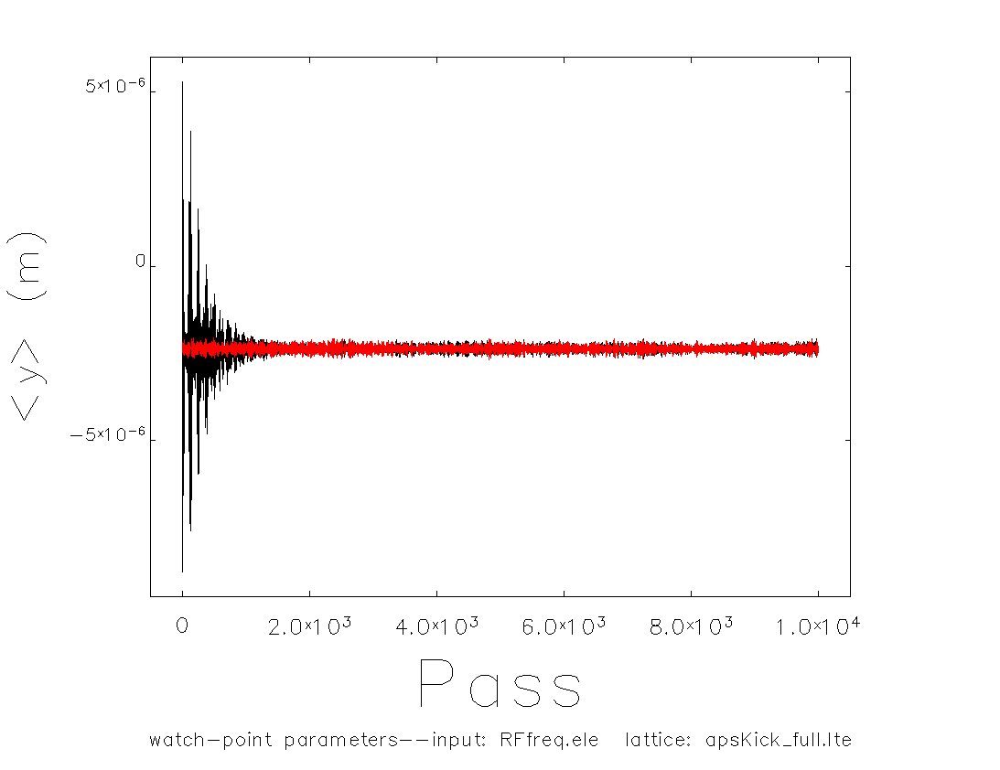 5×10⁻⁶
0
−5×10⁻⁶
<y> (m)
0 2.0×10³ 4.0×10³ 6.0×10³ 8.0×10³ 1.0×10⁴
Pass
watch−point parameters−−input: RFfreq.ele lattice: apsKick_full.lte